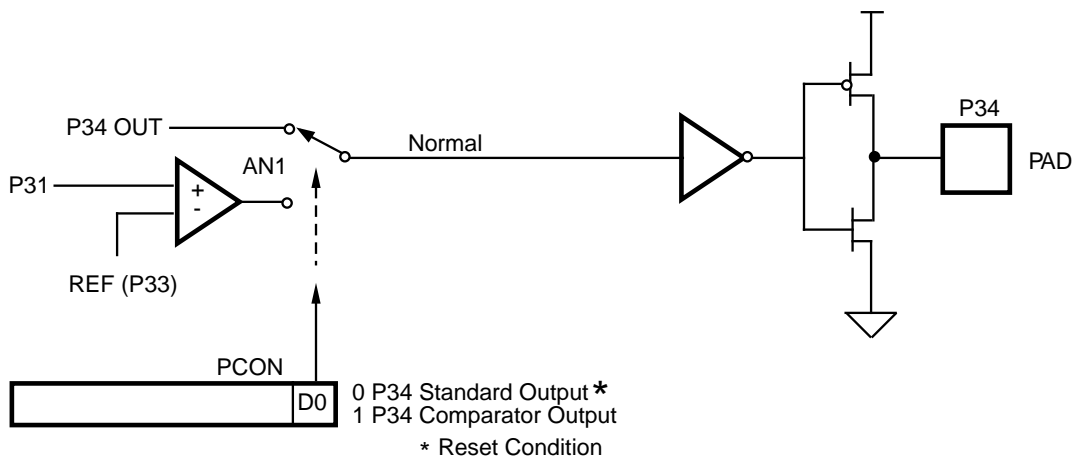 P34 OUT
Normal
P34
PAD
AN1
P31
+
-
REF (P33)
PCON
D0
0 P34 Standard Output *
1 P34 Comparator Output
* Reset Condition